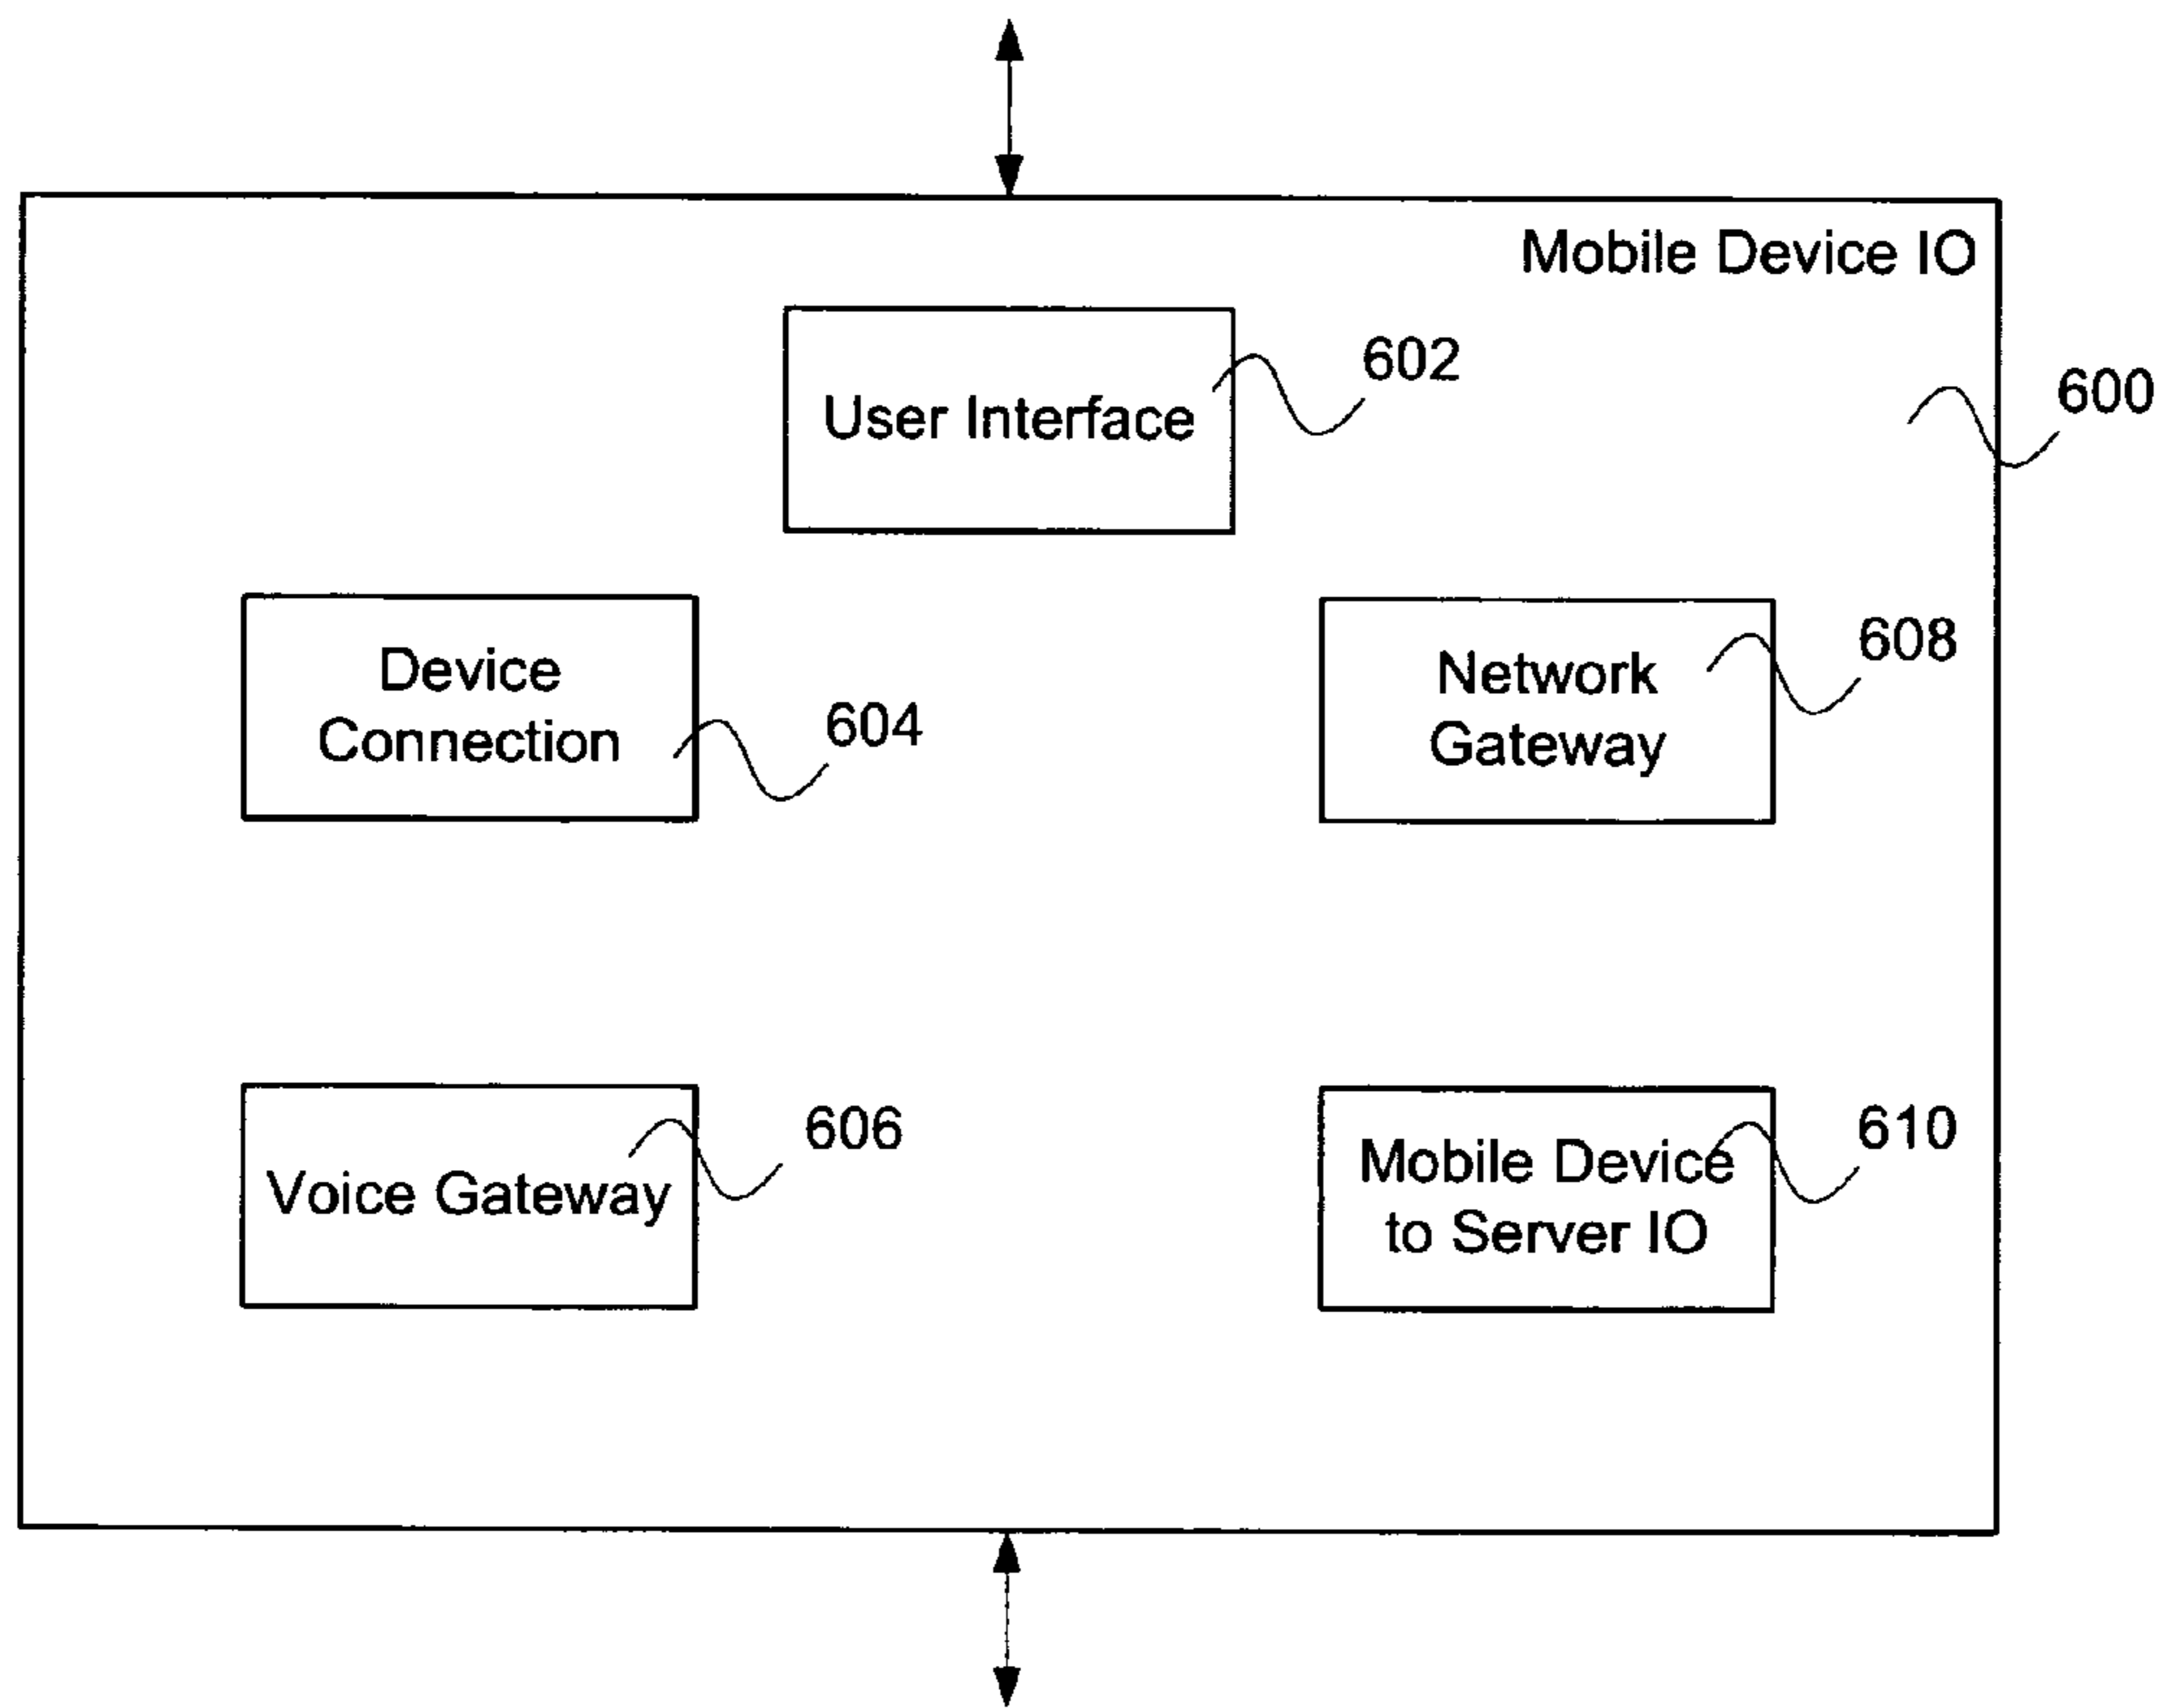 Mobile Device IO
602
600
User Interface
608
Device
Connection
604
Network
Gateway
606
Voice Gateway
610
Mobile Device
to Server IO